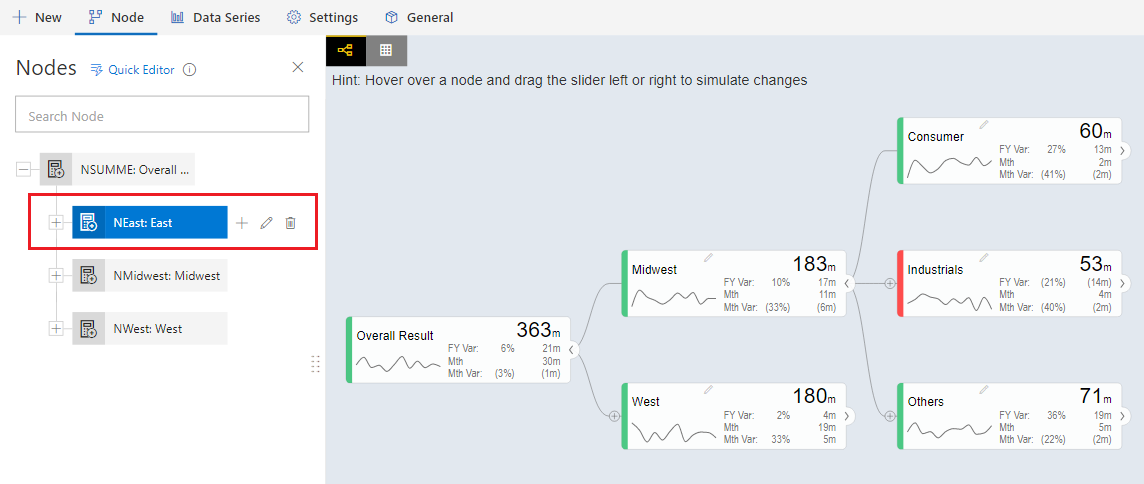 New Node Data Series Settings General
Nodes Quick Editor
Search Node
NSUMME: Overall ...
NEast: East
NMidwest: Midwest
NWest: West
Hint: Hover over a node and drag the slider left or right to simulate changes
Overall Result 363m
FY Var: 6% 21m
Mth 30m
Mth Var: (3%) (1m)
Midwest 183m
FY Var: 10% 17m
Mth 11m
Mth Var: (33%) (6m)
West 180m
FY Var: 2% 4m
Mth 19m
Mth Var: 33% 5m
Consumer 60m
FY Var: 27% 13m
Mth 2m
Mth Var: (41%) (2m)
Industrials 53m
FY Var: (21%) (14m)
Mth 4m
Mth Var: (40%) (2m)
Others 71m
FY Var: 36% 19m
Mth 5m
Mth Var: (22%) (2m)